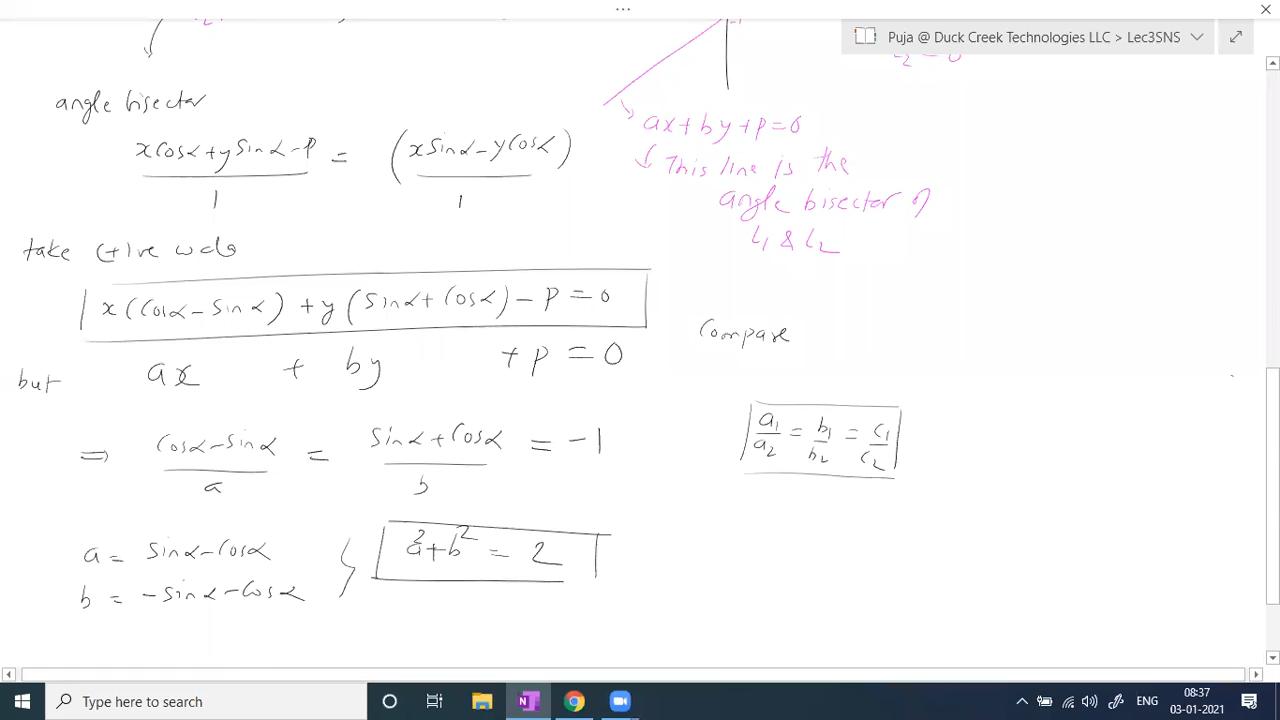 Puja @ Duck Creek Technologies LLC > Lec3SNS
angle bisector
(x cosα + y sinα - p)/1 = (x sinα - y cosα)/1
ax + by + p = 0
This line is the
angle bisector of
L1 & L2
take (+)ve
x(cosα - sinα) + y(sinα + cosα) - p = 0
Compare
but ax + by + p = 0
a1/a2 = b1/b2 = c1/c2
⇒ (cosα - sinα)/a = (sinα + cosα)/b = -1
a = sinα - cosα
b = -sinα - cosα
a² + b² = 2
Type here to search
ENG
08:37
03-01-2021